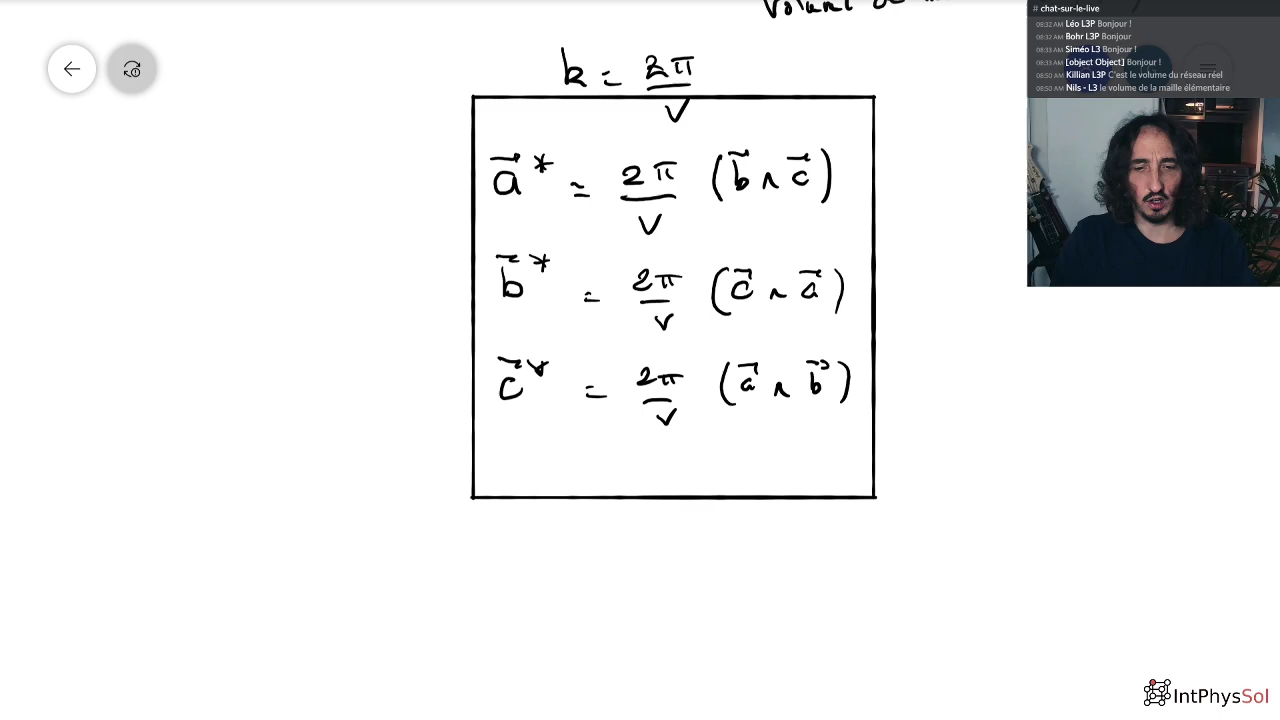 # chat-sur-le-live
08:32 AM Léo L3P Bonjour !
08:32 AM Bohr L3P Bonjour
08:33 AM Siméo L3 Bonjour !
08:33 AM [object Object] Bonjour !
08:50 AM Killian L3P C'est le volume du réseau réel
08:50 AM Nils - L3 le volume de la maille élémentaire
k = 2π/V
a⃗* = 2π/V (b⃗ ∧ c⃗)
b⃗* = 2π/V (c⃗ ∧ a⃗)
c⃗* = 2π/V (a⃗ ∧ b⃗)
IntPhysSol